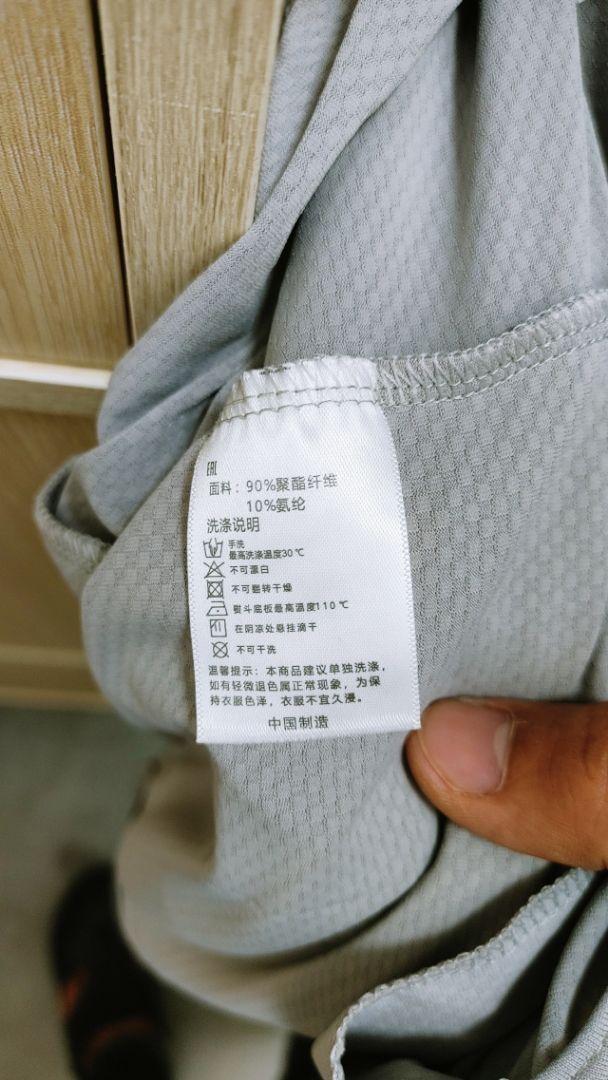 EAC
面料：90%聚酯纤维
10%氨纶
洗涤说明
手洗
最高洗涤温度30℃
不可漂白
不可翻转干燥
熨斗底板最高温度110℃
在阴凉处悬挂滴干
不可干洗
温馨提示：本商品建议单独洗涤，
如有轻微退色属正常现象，为保
持衣服色泽，衣服不宜久浸。
中国制造